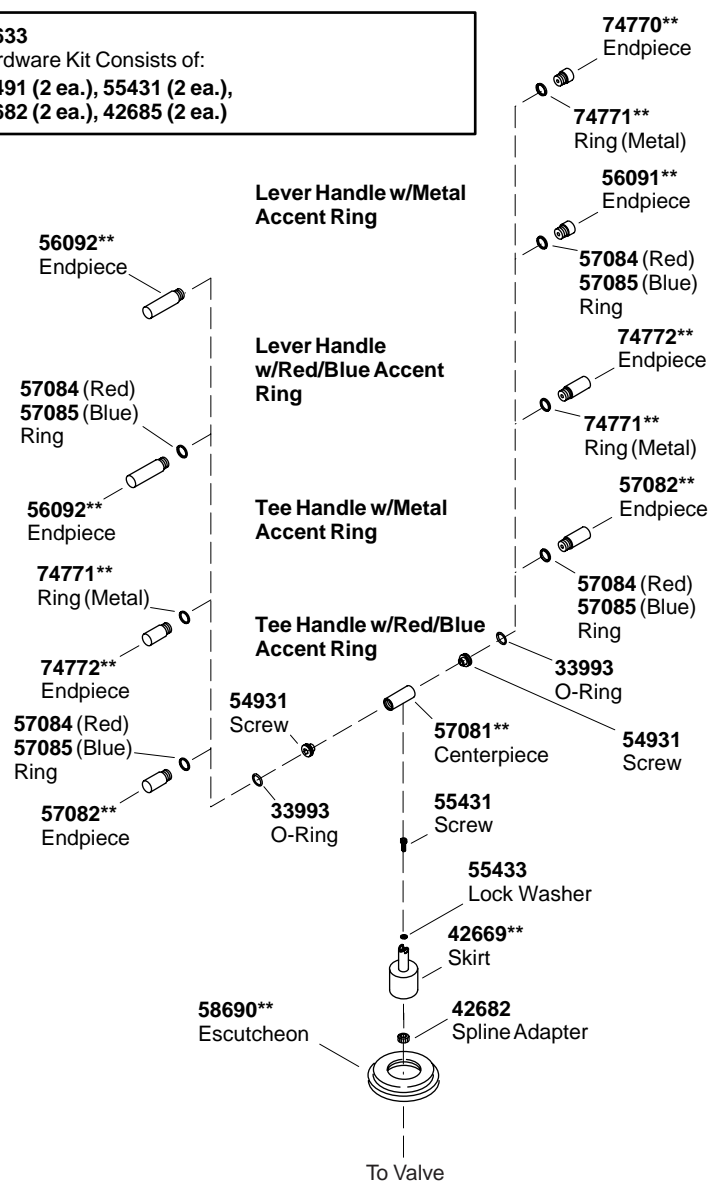 633
rdware Kit Consists of:
491 (2 ea.), 55431 (2 ea.),
682 (2 ea.), 42685 (2 ea.)
74770**
Endpiece
74771**
Ring (Metal)
Lever Handle w/Metal
Accent Ring
56091**
Endpiece
57084 (Red)
57085 (Blue)
Ring
56092**
Endpiece
Lever Handle
w/Red/Blue Accent
Ring
74772**
Endpiece
74771**
Ring (Metal)
57084 (Red)
57085 (Blue)
Ring
56092**
Endpiece
Tee Handle w/Metal
Accent Ring
57082**
Endpiece
57084 (Red)
57085 (Blue)
Ring
74771**
Ring (Metal)
74772**
Endpiece
Tee Handle w/Red/Blue
Accent Ring
33993
O-Ring
54931
Screw
57081**
Centerpiece
54931
Screw
57084 (Red)
57085 (Blue)
Ring
57082**
Endpiece
33993
O-Ring
55431
Screw
55433
Lock Washer
42669**
Skirt
58690**
Escutcheon
42682
Spline Adapter
To Valve